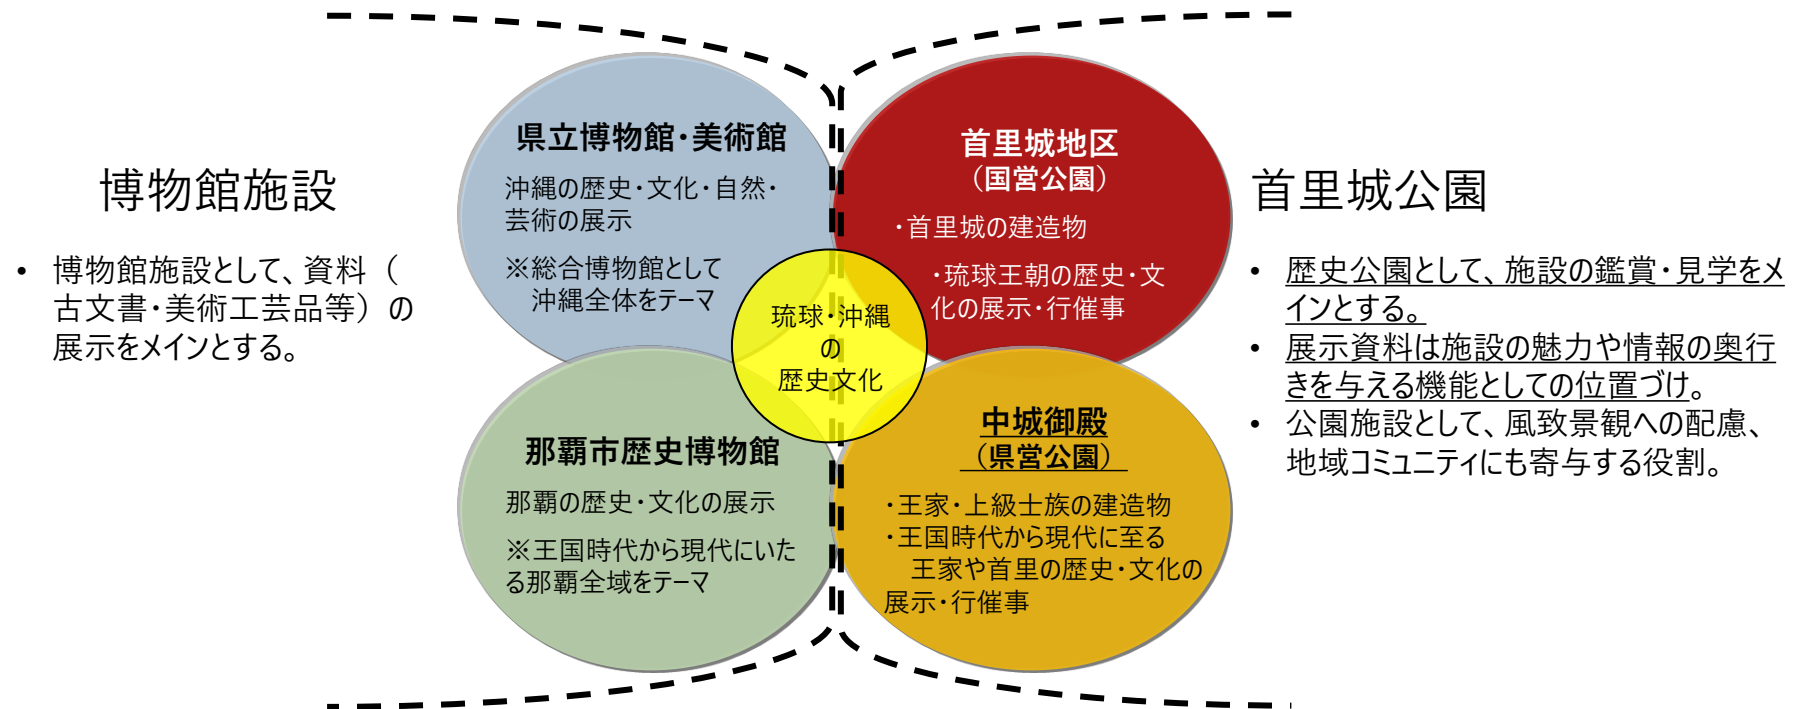 博物館施設
• 博物館施設として、資料（
古文書・美術工芸品等）の
展示をメインとする。
県立博物館・美術館
沖縄の歴史・文化・自然・
芸術の展示
※総合博物館として
沖縄全体をテーマ
首里城地区
（国営公園）
・首里城の建造物
・琉球王朝の歴史・文
化の展示・行催事
琉球・沖縄
の
歴史文化
那覇市歴史博物館
那覇の歴史・文化の展示
※王国時代から現代にいた
る那覇全域をテーマ
中城御殿
（県営公園）
・王家・上級士族の建造物
・王国時代から現代に至る
王家や首里の歴史・文化の
展示・行催事
首里城公園
• 歴史公園として、施設の鑑賞・見学をメ
インとする。
• 展示資料は施設の魅力や情報の奥行
きを与える機能としての位置づけ。
• 公園施設として、風致景観への配慮、
地域コミュニティにも寄与する役割。